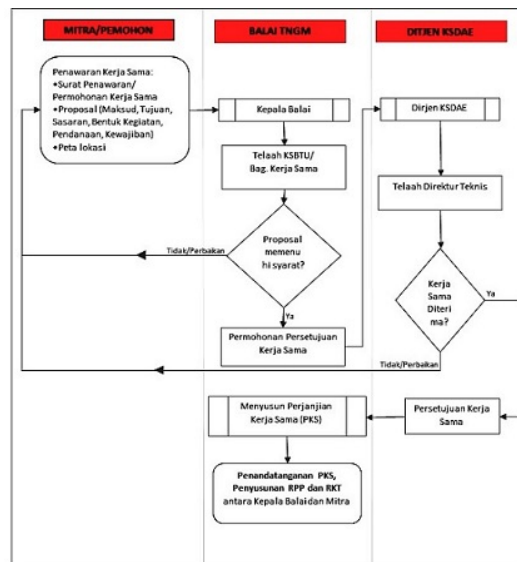 MITRA/PEMOHON
BALAI TNGM
DITJEN KSDAE
Penawaran Kerja Sama:
•Surat Penawaran/
Permohonan Kerja Sama
•Proposal (Maksud, Tujuan,
Sasaran, Bentuk Kegiatan,
Pendanaan, Kewajiban)
•Peta lokasi
Kepala Balai
Dirjen KSDAE
Telaah KSBTU/
Bag. Kerja Sama
Telaah Direktur Teknis
Proposal
memenu
hi syarat?
Tidak/Perbaikan
Ya
Kerja
Sama
Diteri
ma?
Ya
Permohonan Persetujuan
Kerja Sama
Tidak/Perbaikan
Menyusun Perjanjian
Kerja Sama (PKS)
Persetujuan Kerja
Sama
Penandatanganan PKS,
Penyusunan RPP dan RKT
antara Kepala Balai dan Mitra